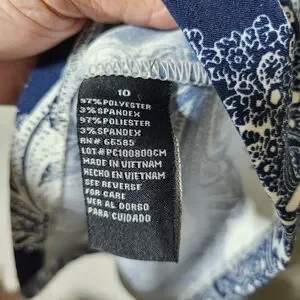 10
97%POLYESTER
3%SPANDEX
97%POLIESTER
3%SPANDEX
RN# 66585
LOT#PC100800CM
MADE IN VIETNAM
HECHO EN VIETNAM
SEE REVERSE
FOR CARE
VER AL DORSO
PARA CUIDADO